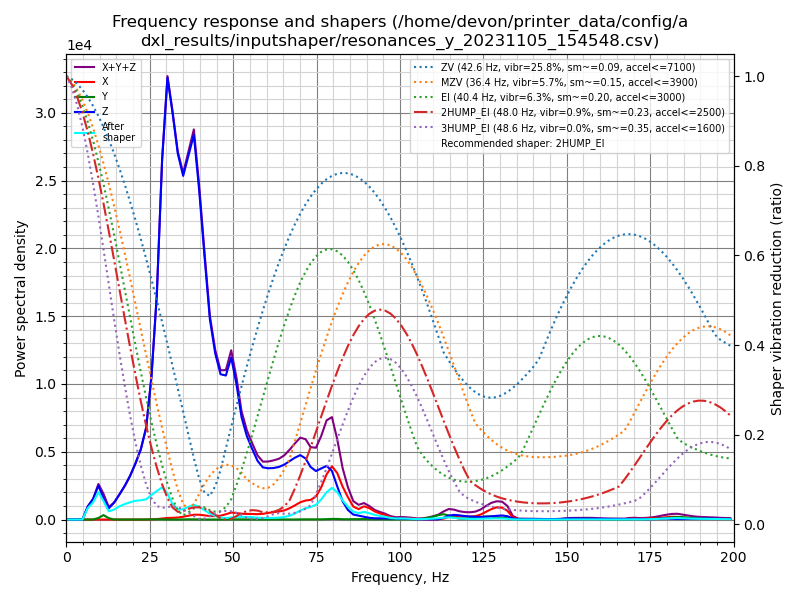 Frequency response and shapers (/home/devon/printer_data/config/a
dxl_results/inputshaper/resonances_y_20231105_154548.csv)
1e4
X+Y+Z
X
Y
Z
After
shaper
ZV (42.6 Hz, vibr=25.8%, sm~=0.09, accel<=7100)
MZV (36.4 Hz, vibr=5.7%, sm~=0.15, accel<=3900)
EI (40.4 Hz, vibr=6.3%, sm~=0.20, accel<=3000)
2HUMP_EI (48.0 Hz, vibr=0.9%, sm~=0.23, accel<=2500)
3HUMP_EI (48.6 Hz, vibr=0.0%, sm~=0.35, accel<=1600)
Recommended shaper: 2HUMP_EI
Power spectral density
3.0
2.5
2.0
1.5
1.0
0.5
0.0
1.0
0.8
0.6
0.4
0.2
0.0
Shaper vibration reduction (ratio)
0 25 50 75 100 125 150 175 200
Frequency, Hz